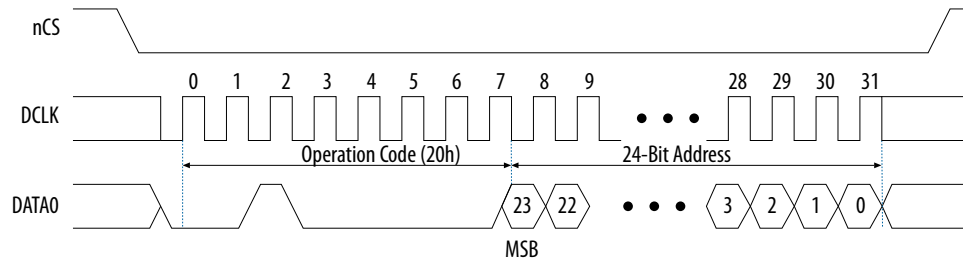 nCS
0 1 2 3 4 5 6 7 8 9 28 29 30 31
DCLK
Operation Code (20h) 24-Bit Address
DATA0 23 22 3 2 1 0
MSB